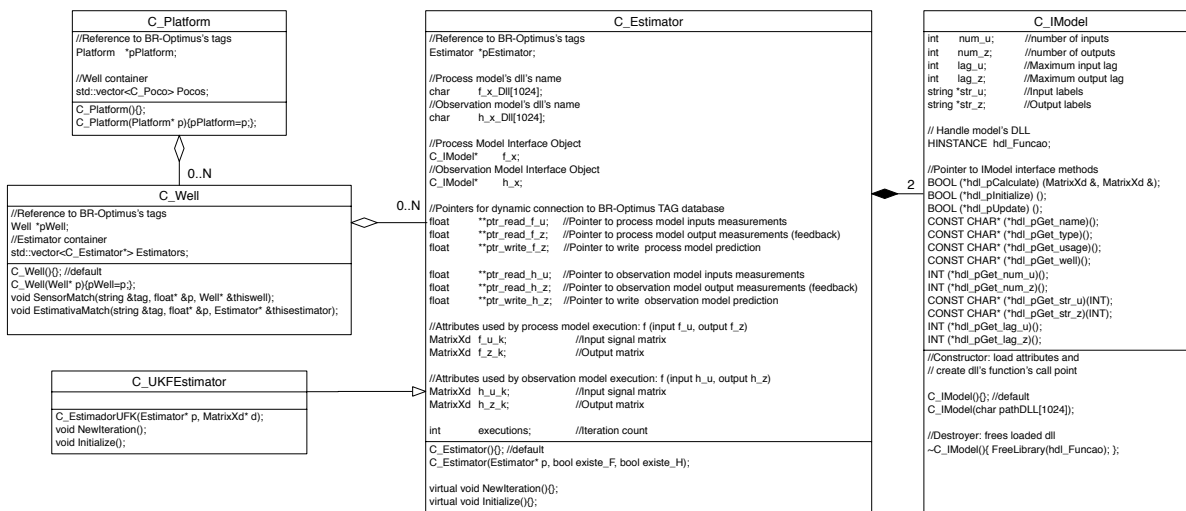 C_Platform
//Reference to BR-Optimus's tags
Platform *pPlatform;
//Well container
std::vector<C_Poco> Pocos;
C_Platform(){};
C_Platform(Platform* p){pPlatform=p;};
0..N
C_Well
//Reference to BR-Optimus's tags
Well *pWell;
//Estimator container
std::vector<C_Estimator*> Estimators;
C_Well(){}; //default
C_Well(Well* p){pWell=p;};
void SensorMatch(string &tag, float* &p, Well* &thiswell);
void EstimativaMatch(string &tag, float* &p, Estimator* &thisestimator);
0..N
C_UKFEstimator
C_EstimadorUFK(Estimator* p, MatrixXd* d);
void NewIteration();
void Initialize();
C_Estimator
//Reference to BR-Optimus's tags
Estimator *pEstimator;
//Process model's dll's name
char f_x_Dll[1024];
//Observation model's dll's name
char h_x_Dll[1024];
//Process Model Interface Object
C_IModel* f_x;
//Observation Model Interface Object
C_IModel* h_x;
//Pointers for dynamic connection to BR-Optimus TAG database
float **ptr_read_f_u; //Pointer to process model inputs measurements
float **ptr_read_f_z; //Pointer to process model output measurements (feedback)
float **ptr_write_f_z; //Pointer to write process model prediction
float **ptr_read_h_u; //Pointer to observation model inputs measurements
float **ptr_read_h_z; //Pointer to observation model output measurements (feedback)
float **ptr_write_h_z; //Pointer to write observation model prediction
//Attributes used by process model execution: f (input f_u, output f_z)
MatrixXd f_u_k; //Input signal matrix
MatrixXd f_z_k; //Output matrix
//Attributes used by observation model execution: f (input h_u, output h_z)
MatrixXd h_u_k; //Input signal matrix
MatrixXd h_z_k; //Output matrix
int executions; //Iteration count
C_Estimator(){}; //default
C_Estimator(Estimator* p, bool existe_F, bool existe_H);
virtual void NewIteration(){};
virtual void Initialize(){};
2
C_IModel
int num_u; //number of inputs
int num_z; //number of outputs
int lag_u; //Maximum input lag
int lag_z; //Maximum output lag
string *str_u; //Input labels
string *str_z; //Output labels
// Handle model's DLL
HINSTANCE hdl_Funcao;
//Pointer to IModel interface methods
BOOL (*hdl_pCalculate) (MatrixXd &, MatrixXd &);
BOOL (*hdl_pInitialize) ();
BOOL (*hdl_pUpdate) ();
CONST CHAR* (*hdl_pGet_name)();
CONST CHAR* (*hdl_pGet_type)();
CONST CHAR* (*hdl_pGet_usage)();
CONST CHAR* (*hdl_pGet_well)();
INT (*hdl_pGet_num_u)();
INT (*hdl_pGet_num_z)();
CONST CHAR* (*hdl_pGet_str_u)(INT);
CONST CHAR* (*hdl_pGet_str_z)(INT);
INT (*hdl_pGet_lag_u)();
INT (*hdl_pGet_lag_z)();
//Constructor: load attributes and
// create dll's function's call point
C_IModel(){}; //default
C_IModel(char pathDLL[1024]);
//Destroyer: frees loaded dll
~C_IModel(){ FreeLibrary(hdl_Funcao); };